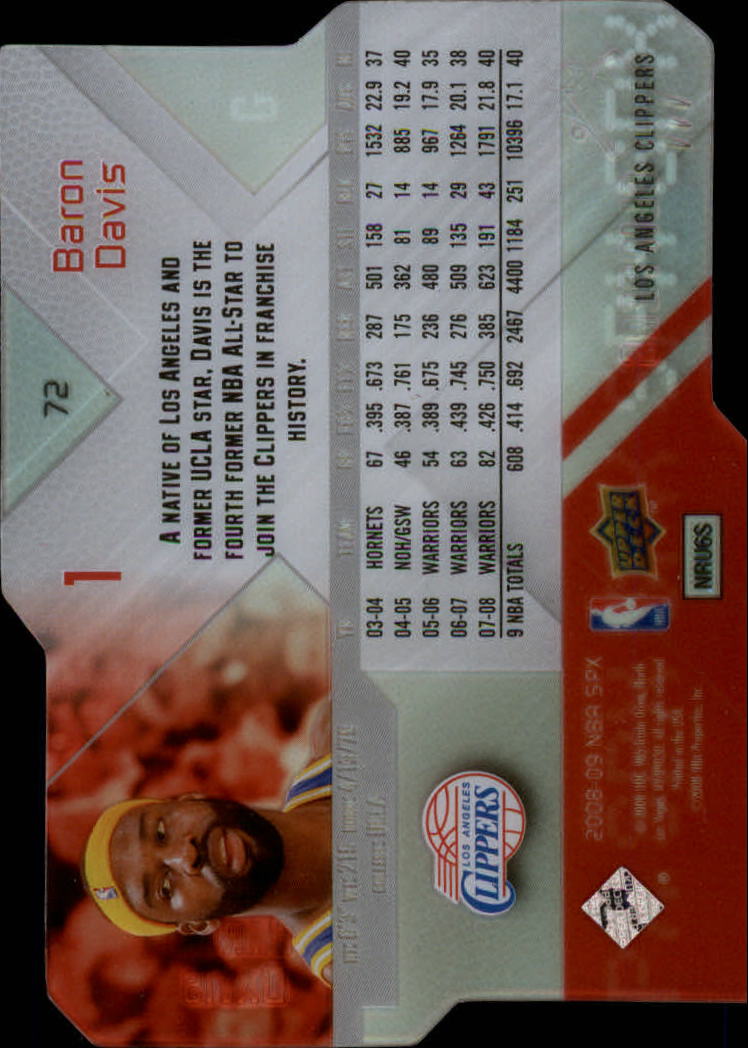 72
1
Baron
Davis
G
A NATIVE OF LOS ANGELES AND
FORMER UCLA STAR, DAVIS IS THE
FOURTH FORMER NBA ALL-STAR TO
JOIN THE CLIPPERS IN FRANCHISE
HISTORY.
03-04 HORNETS 67 .395 .673 287 501 158 27 1532 22.9 37
04-05 NOH/GSW 46 .387 .761 175 362 81 14 885 19.2 40
05-06 WARRIORS 54 .389 .675 236 480 89 14 967 17.9 35
06-07 WARRIORS 63 .439 .745 276 509 135 29 1264 20.1 38
07-08 WARRIORS 82 .426 .750 385 623 191 43 1791 21.8 40
9 NBA TOTALS 608 .414 .692 2467 4400 1184 251 10396 17.1 40
LOS ANGELES
CLIPPERS
LOS ANGELES CLIPPERS
UPPER
DECK
NBA
NRU6S
2008-09 NBA SPX